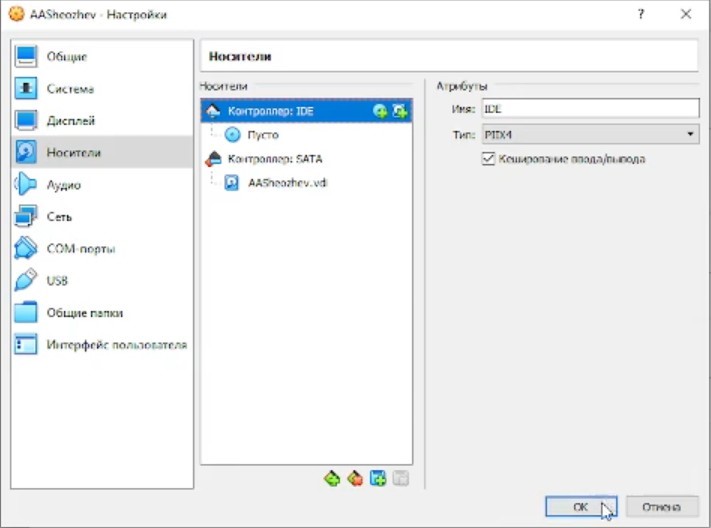 AASheozhev - Настройки
?
Общие
Система
Дисплей
Носители
Аудио
Сеть
COM-порты
USB
Общие папки
Интерфейс пользователя
Носители
Носители
Контроллер: IDE
Пусто
Контроллер: SATA
AASheozhev.vdi
Атрибуты
Имя: IDE
Тип: PIIX4
Кеширование ввода/вывода
OK
Отмена